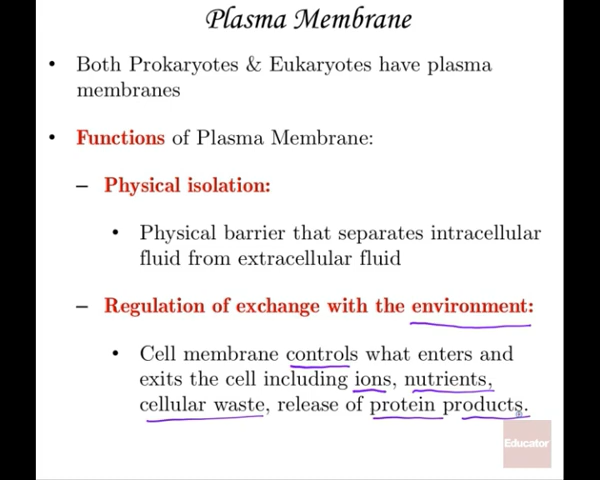 Plasma Membrane
• Both Prokaryotes & Eukaryotes have plasma
membranes
• Functions of Plasma Membrane:
– Physical isolation:
• Physical barrier that separates intracellular
fluid from extracellular fluid
– Regulation of exchange with the environment:
• Cell membrane controls what enters and
exits the cell including ions, nutrients,
cellular waste, release of protein products.
Educator